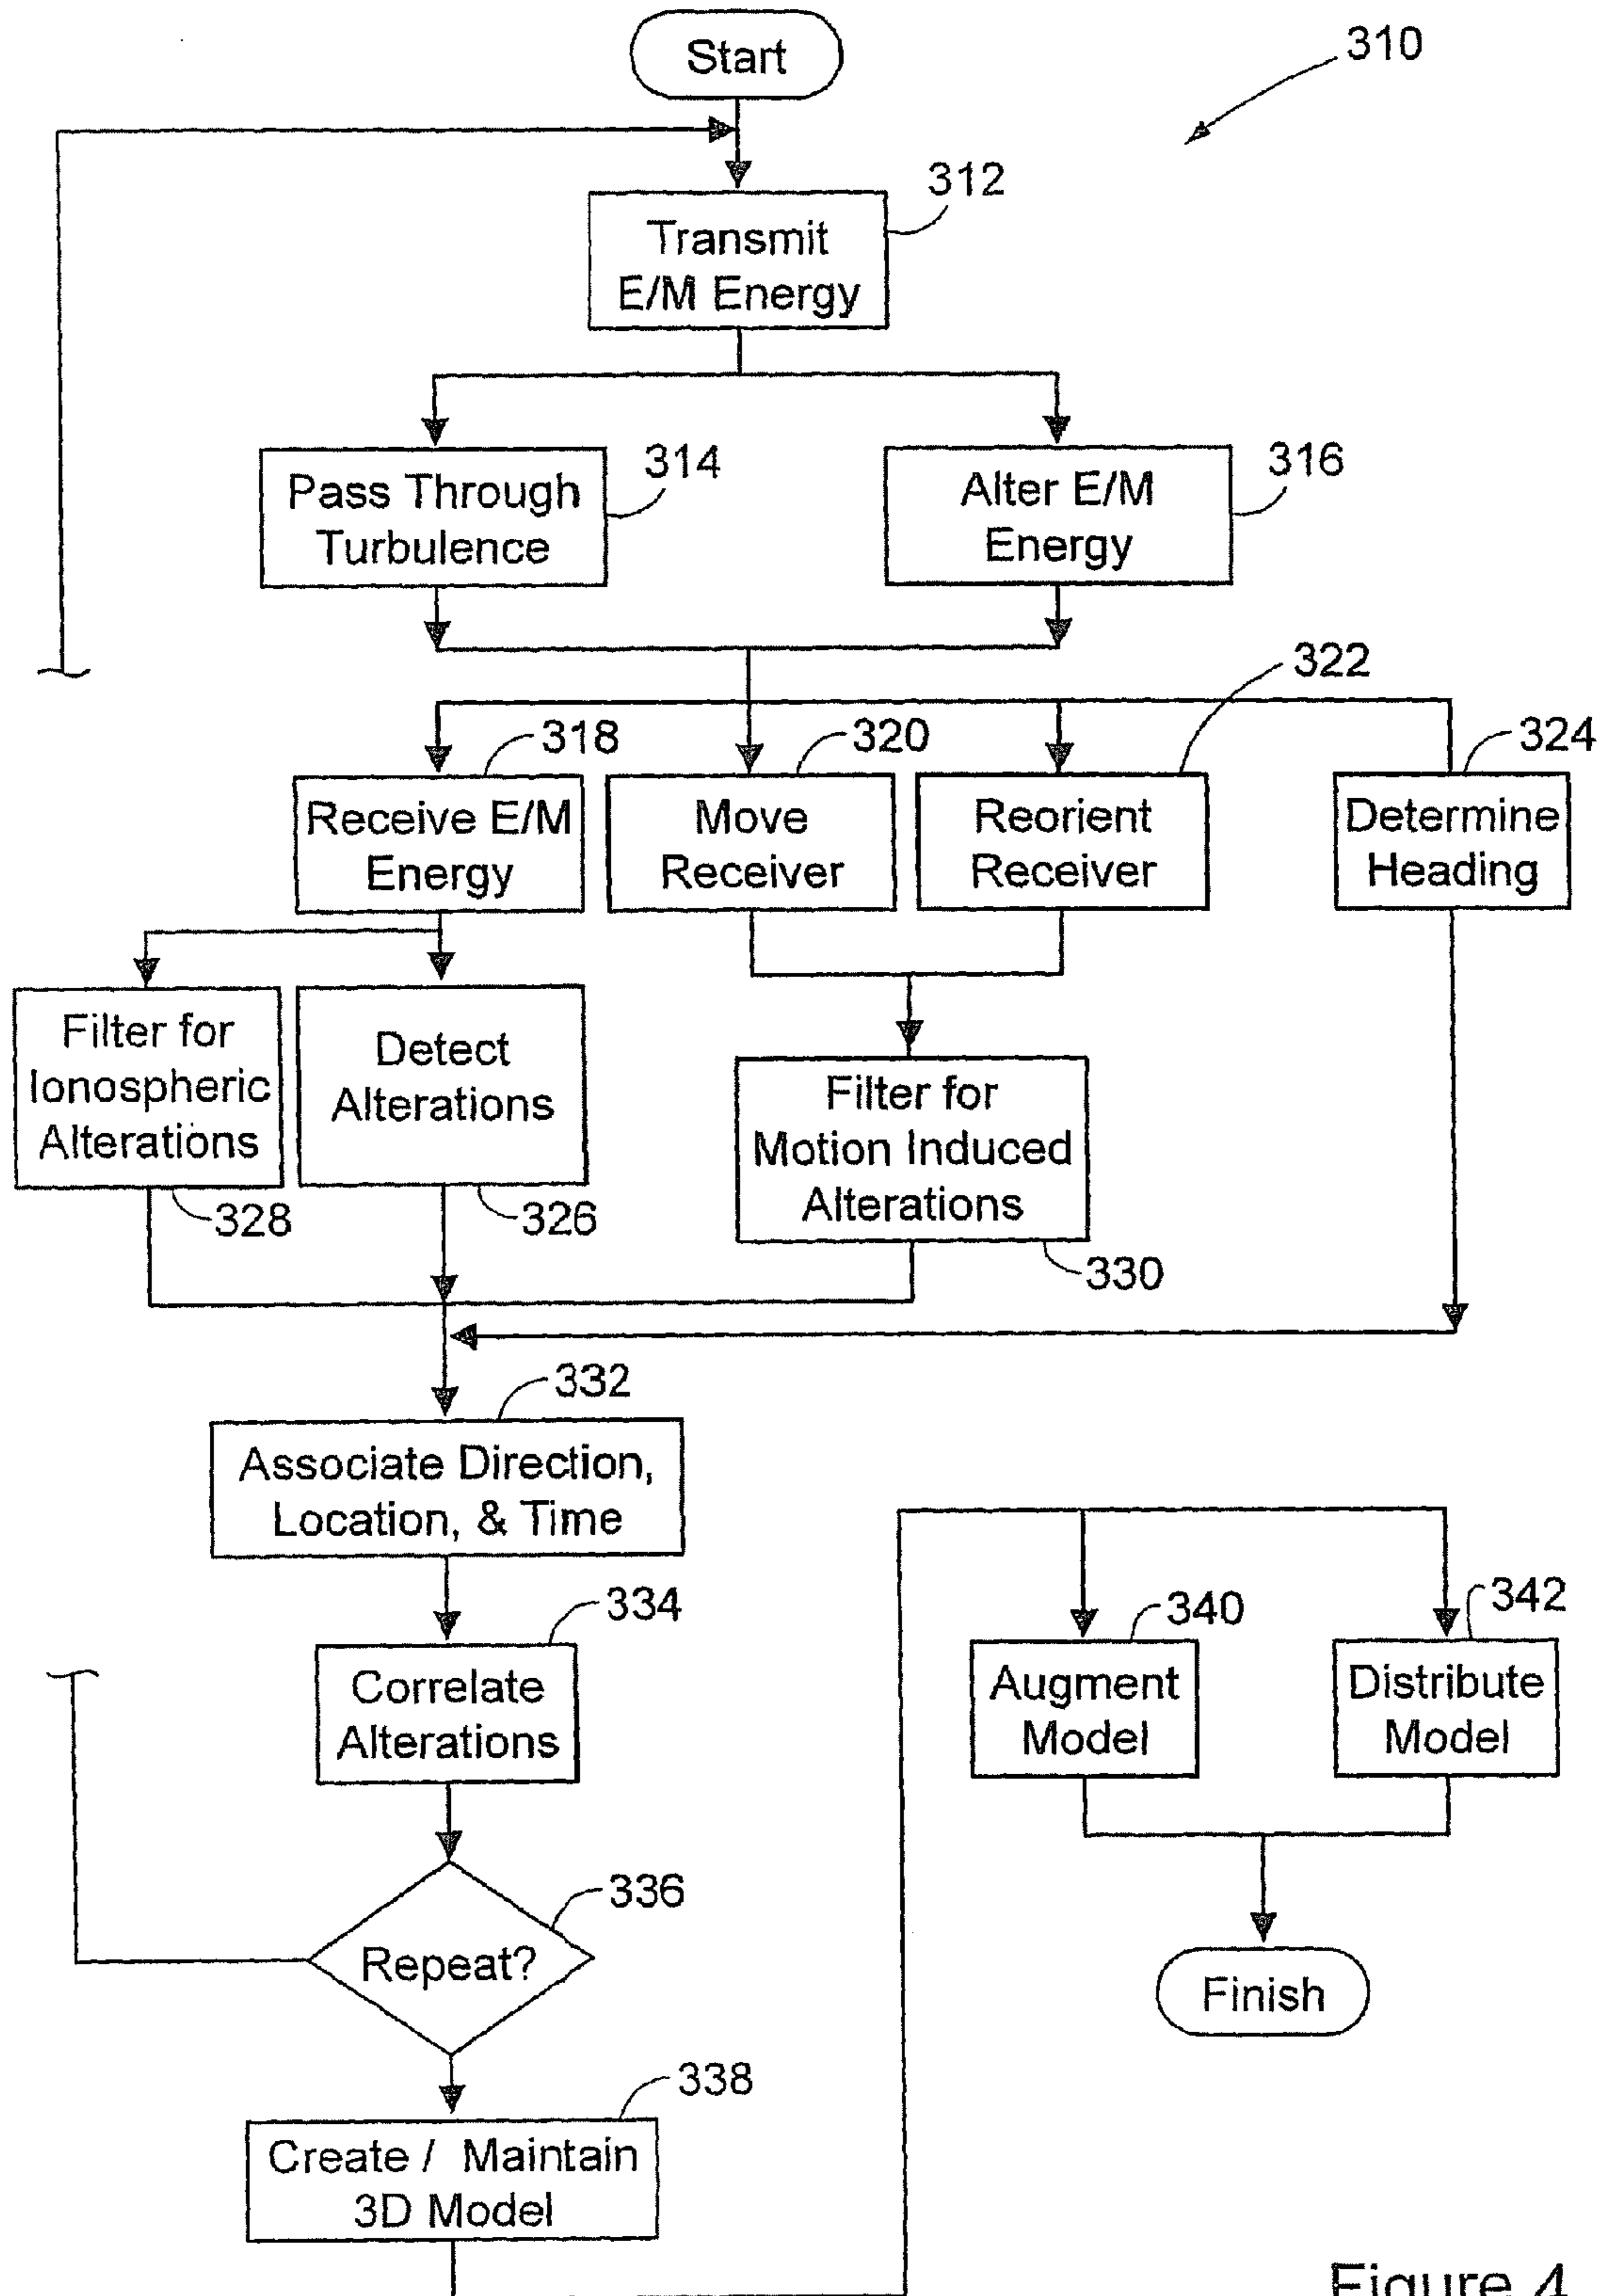 Start
310
312
Transmit
E/M Energy
Pass Through
Turbulence
314
Alter E/M
Energy
316
322
318
320
324
Receive E/M
Energy
Move
Receiver
Reorient
Receiver
Determine
Heading
Filter for
Ionospheric
Alterations
Detect
Alterations
Filter for
Motion Induced
Alterations
328
326
330
332
Associate Direction,
Location, & Time
334
Correlate
Alterations
340
342
Augment
Model
Distribute
Model
336
Repeat?
Finish
338
Create / Maintain
3D Model
Figure 4